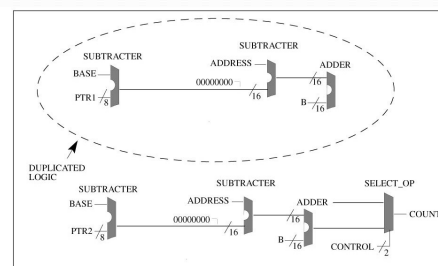 SUBTRACTER
SUBTRACTER
ADDRESS
ADDER
BASE
00000000
16
PTR1
8
16
B
16
DUPLICATED
LOGIC
SUBTRACTER
SUBTRACTER
SELECT_OP
BASE
ADDRESS
ADDER
COUNT
00000000
16
PTR2
8
16
B
16
CONTROL
2